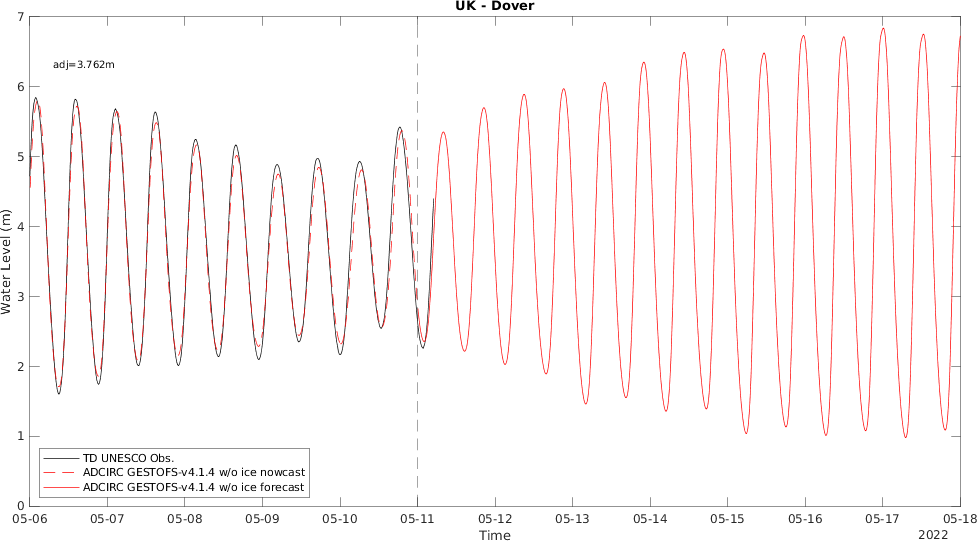 UK - Dover
adj=3.762m
Water Level (m)
7
6
5
4
3
2
1
0
TD UNESCO Obs.
ADCIRC GESTOFS-v4.1.4 w/o ice nowcast
ADCIRC GESTOFS-v4.1.4 w/o ice forecast
05-06 05-07 05-08 05-09 05-10 05-11 05-12 05-13 05-14 05-15 05-16 05-17 05-18
Time
2022